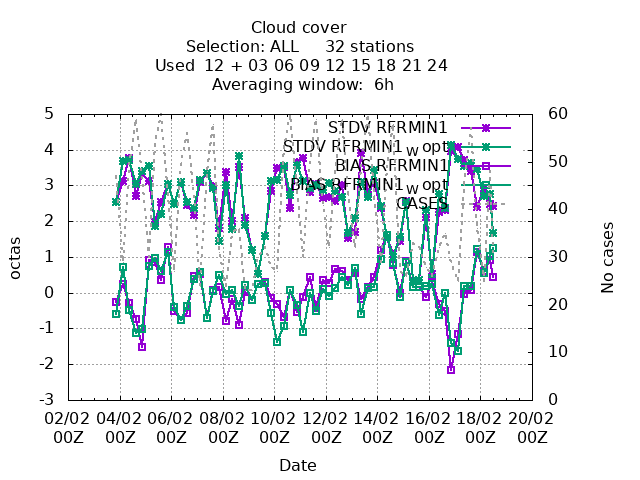 Cloud cover
Selection: ALL 32 stations
Used 12 + 03 06 09 12 15 18 21 24
Averaging window: 6h
STDV RFRMIN1
STDV RFRMIN1_w opt
BIAS RFRMIN1
BIAS RFRMIN1_w opt
CASES
5
4
3
2
1
0
-1
-2
-3
octas
60
50
40
30
20
10
0
No cases
02/02 04/02 06/02 08/02 10/02 12/02 14/02 16/02 18/02 20/02
00Z 00Z 00Z 00Z 00Z 00Z 00Z 00Z 00Z 00Z
Date